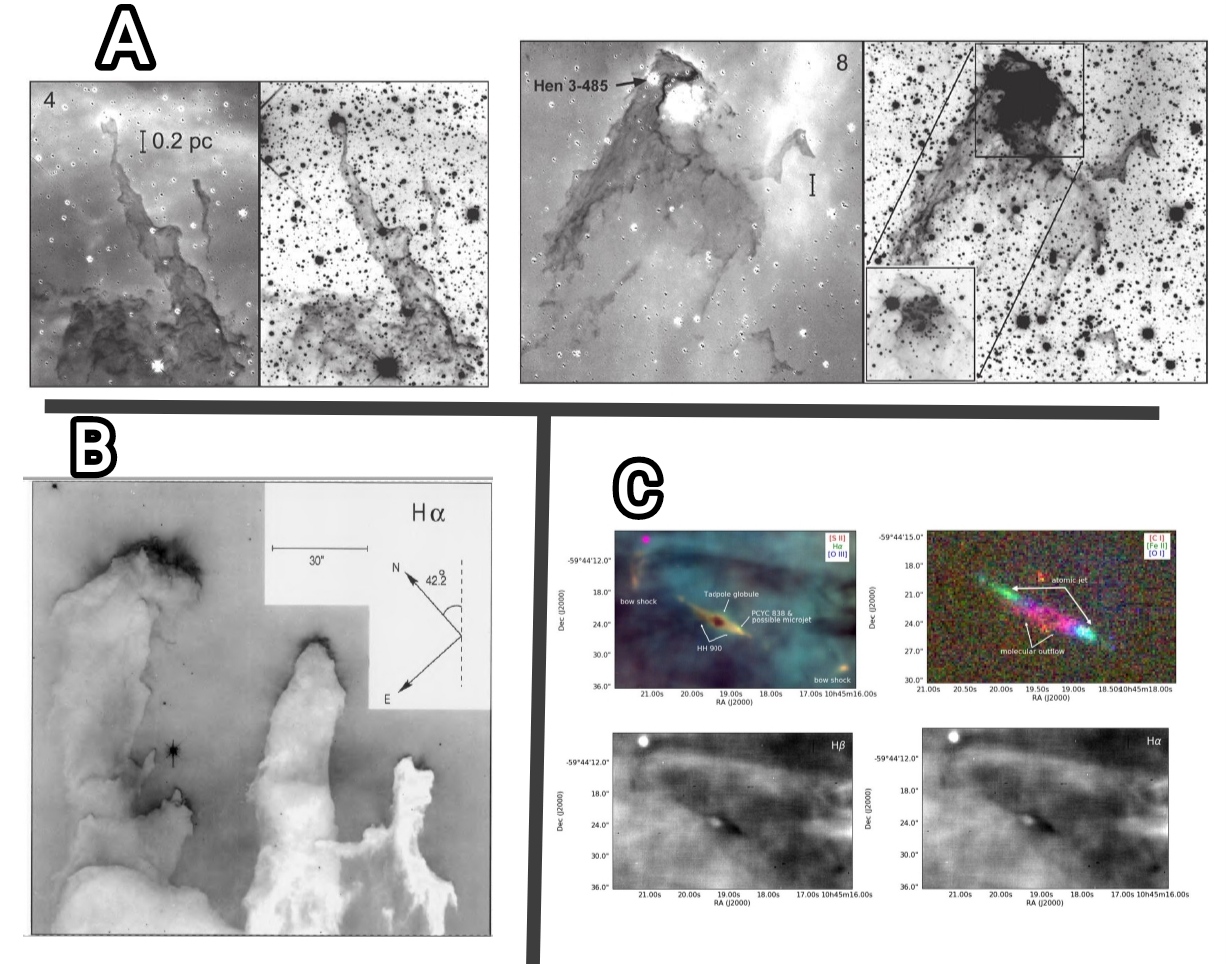 A
4
0.2 pc
Hen 3-485
8
B
Hα
30"
N
42.2°
E
C
[S II]
Hα
[O III]
Tadpole globule
bow shock
PCYC 838 &
possible microjet
HH 900
bow shock
-59°44'12.0"
18.0"
24.0"
30.0"
36.0"
Dec (J2000)
21.00s 20.00s 19.00s 18.00s 17.00s 10h45m16.00s
RA (J2000)
[C I]
[Fe II]
[O I]
atomic jet
molecular outflow
-59°44'15.0"
18.0"
21.0"
24.0"
27.0"
30.0"
Dec (J2000)
21.00s 20.50s 20.00s 19.50s 19.00s 18.50s 10h45m18.00s
RA (J2000)
Hβ
-59°44'12.0"
18.0"
24.0"
30.0"
36.0"
Dec (J2000)
21.00s 20.00s 19.00s 18.00s 17.00s 10h45m16.00s
RA (J2000)
Hα
-59°44'12.0"
18.0"
24.0"
30.0"
36.0"
Dec (J2000)
21.00s 20.00s 19.00s 18.00s 17.00s 10h45m16.00s
RA (J2000)